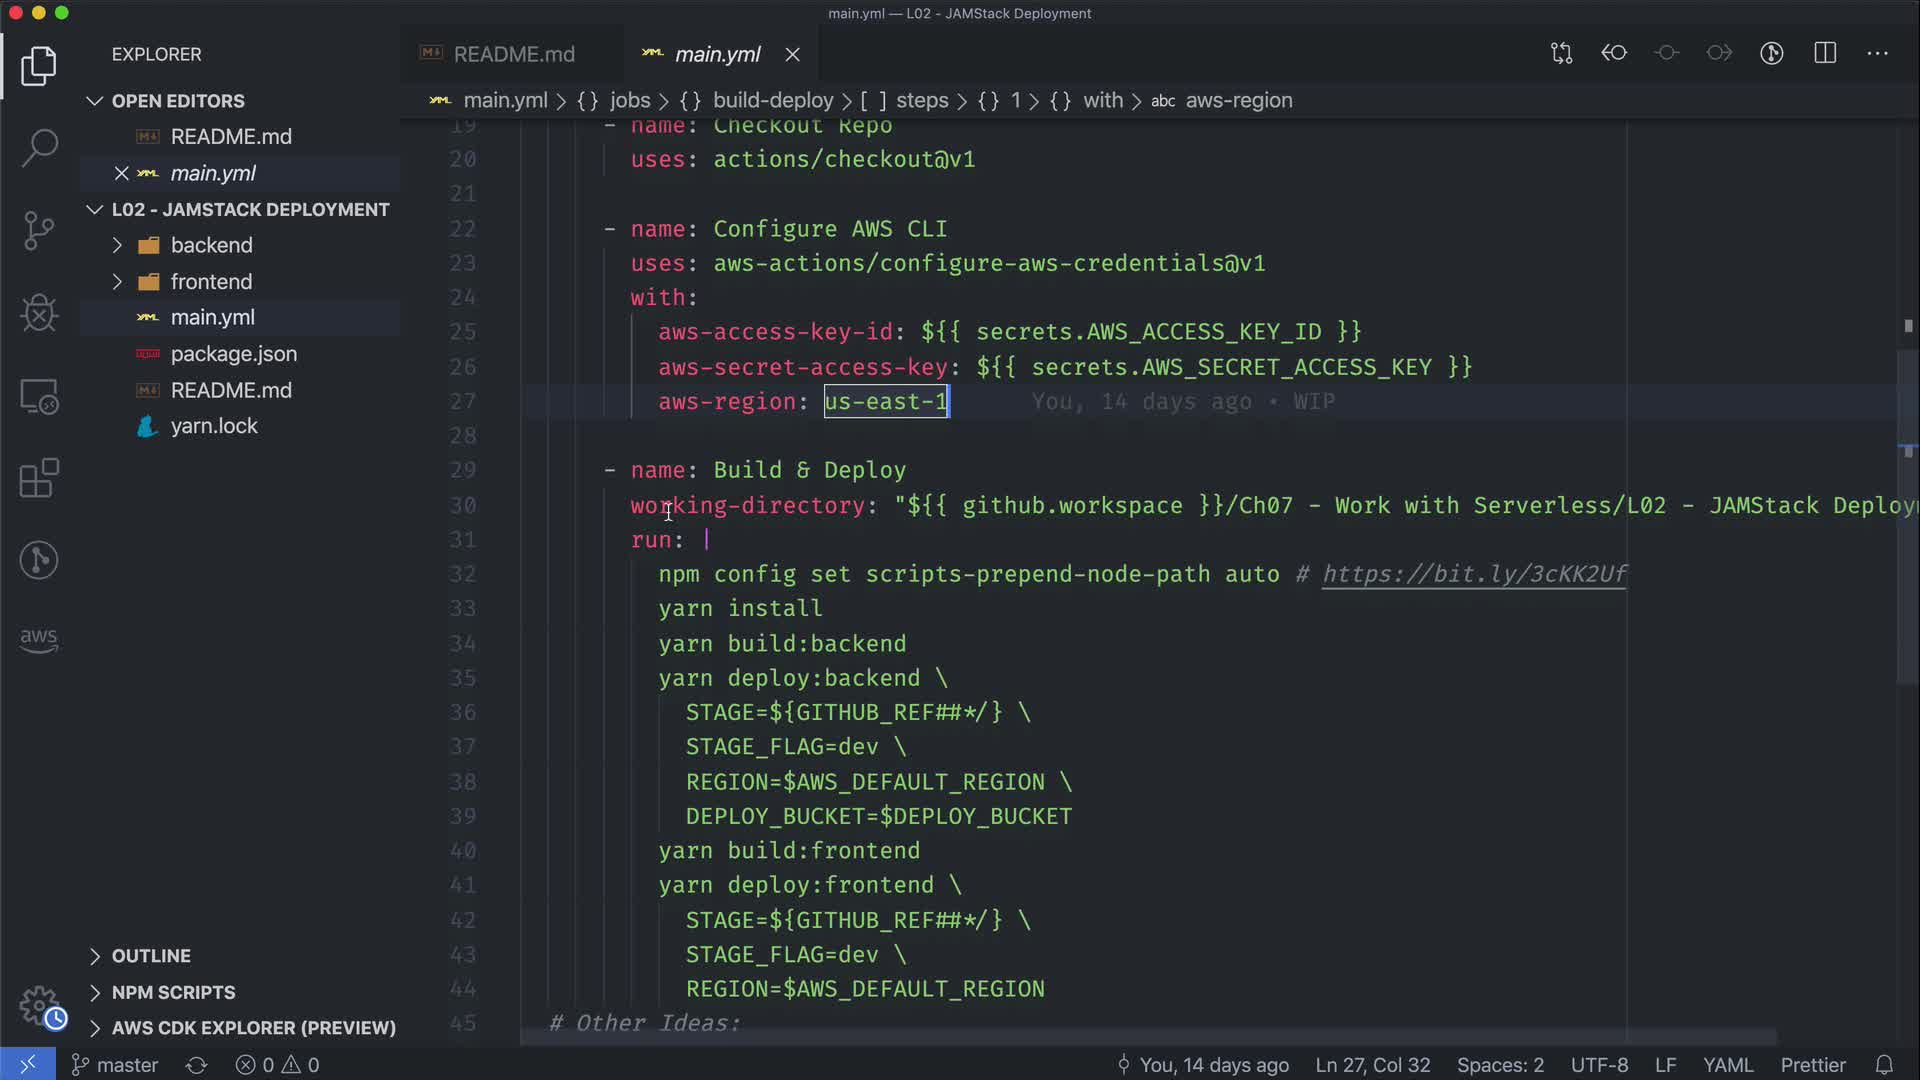 main.yml — L02 - JAMStack Deployment
EXPLORER
README.md
main.yml
OPEN EDITORS
README.md
main.yml
L02 - JAMSTACK DEPLOYMENT
backend
frontend
main.yml
package.json
README.md
yarn.lock
aws
OUTLINE
NPM SCRIPTS
AWS CDK EXPLORER (PREVIEW)
main.yml > {} jobs > {} build-deploy > [ ] steps > {} 1 > {} with > abc aws-region
19 - name: Checkout Repo
20 uses: actions/checkout@v1
21
22 - name: Configure AWS CLI
23 uses: aws-actions/configure-aws-credentials@v1
24 with:
25 aws-access-key-id: ${{ secrets.AWS_ACCESS_KEY_ID }}
26 aws-secret-access-key: ${{ secrets.AWS_SECRET_ACCESS_KEY }}
27 aws-region: us-east-1 You, 14 days ago • WIP
28
29 - name: Build & Deploy
30 working-directory: "${{ github.workspace }}/Ch07 - Work with Serverless/L02 - JAMStack Deploy
31 run: |
32 npm config set scripts-prepend-node-path auto # https://bit.ly/3cKK2Uf
33 yarn install
34 yarn build:backend
35 yarn deploy:backend \
36 STAGE=${GITHUB_REF##*/} \
37 STAGE_FLAG=dev \
38 REGION=$AWS_DEFAULT_REGION \
39 DEPLOY_BUCKET=$DEPLOY_BUCKET
40 yarn build:frontend
41 yarn deploy:frontend \
42 STAGE=${GITHUB_REF##*/} \
43 STAGE_FLAG=dev \
44 REGION=$AWS_DEFAULT_REGION
45 # Other Ideas:
master 0 0 You, 14 days ago Ln 27, Col 32 Spaces: 2 UTF-8 LF YAML Prettier